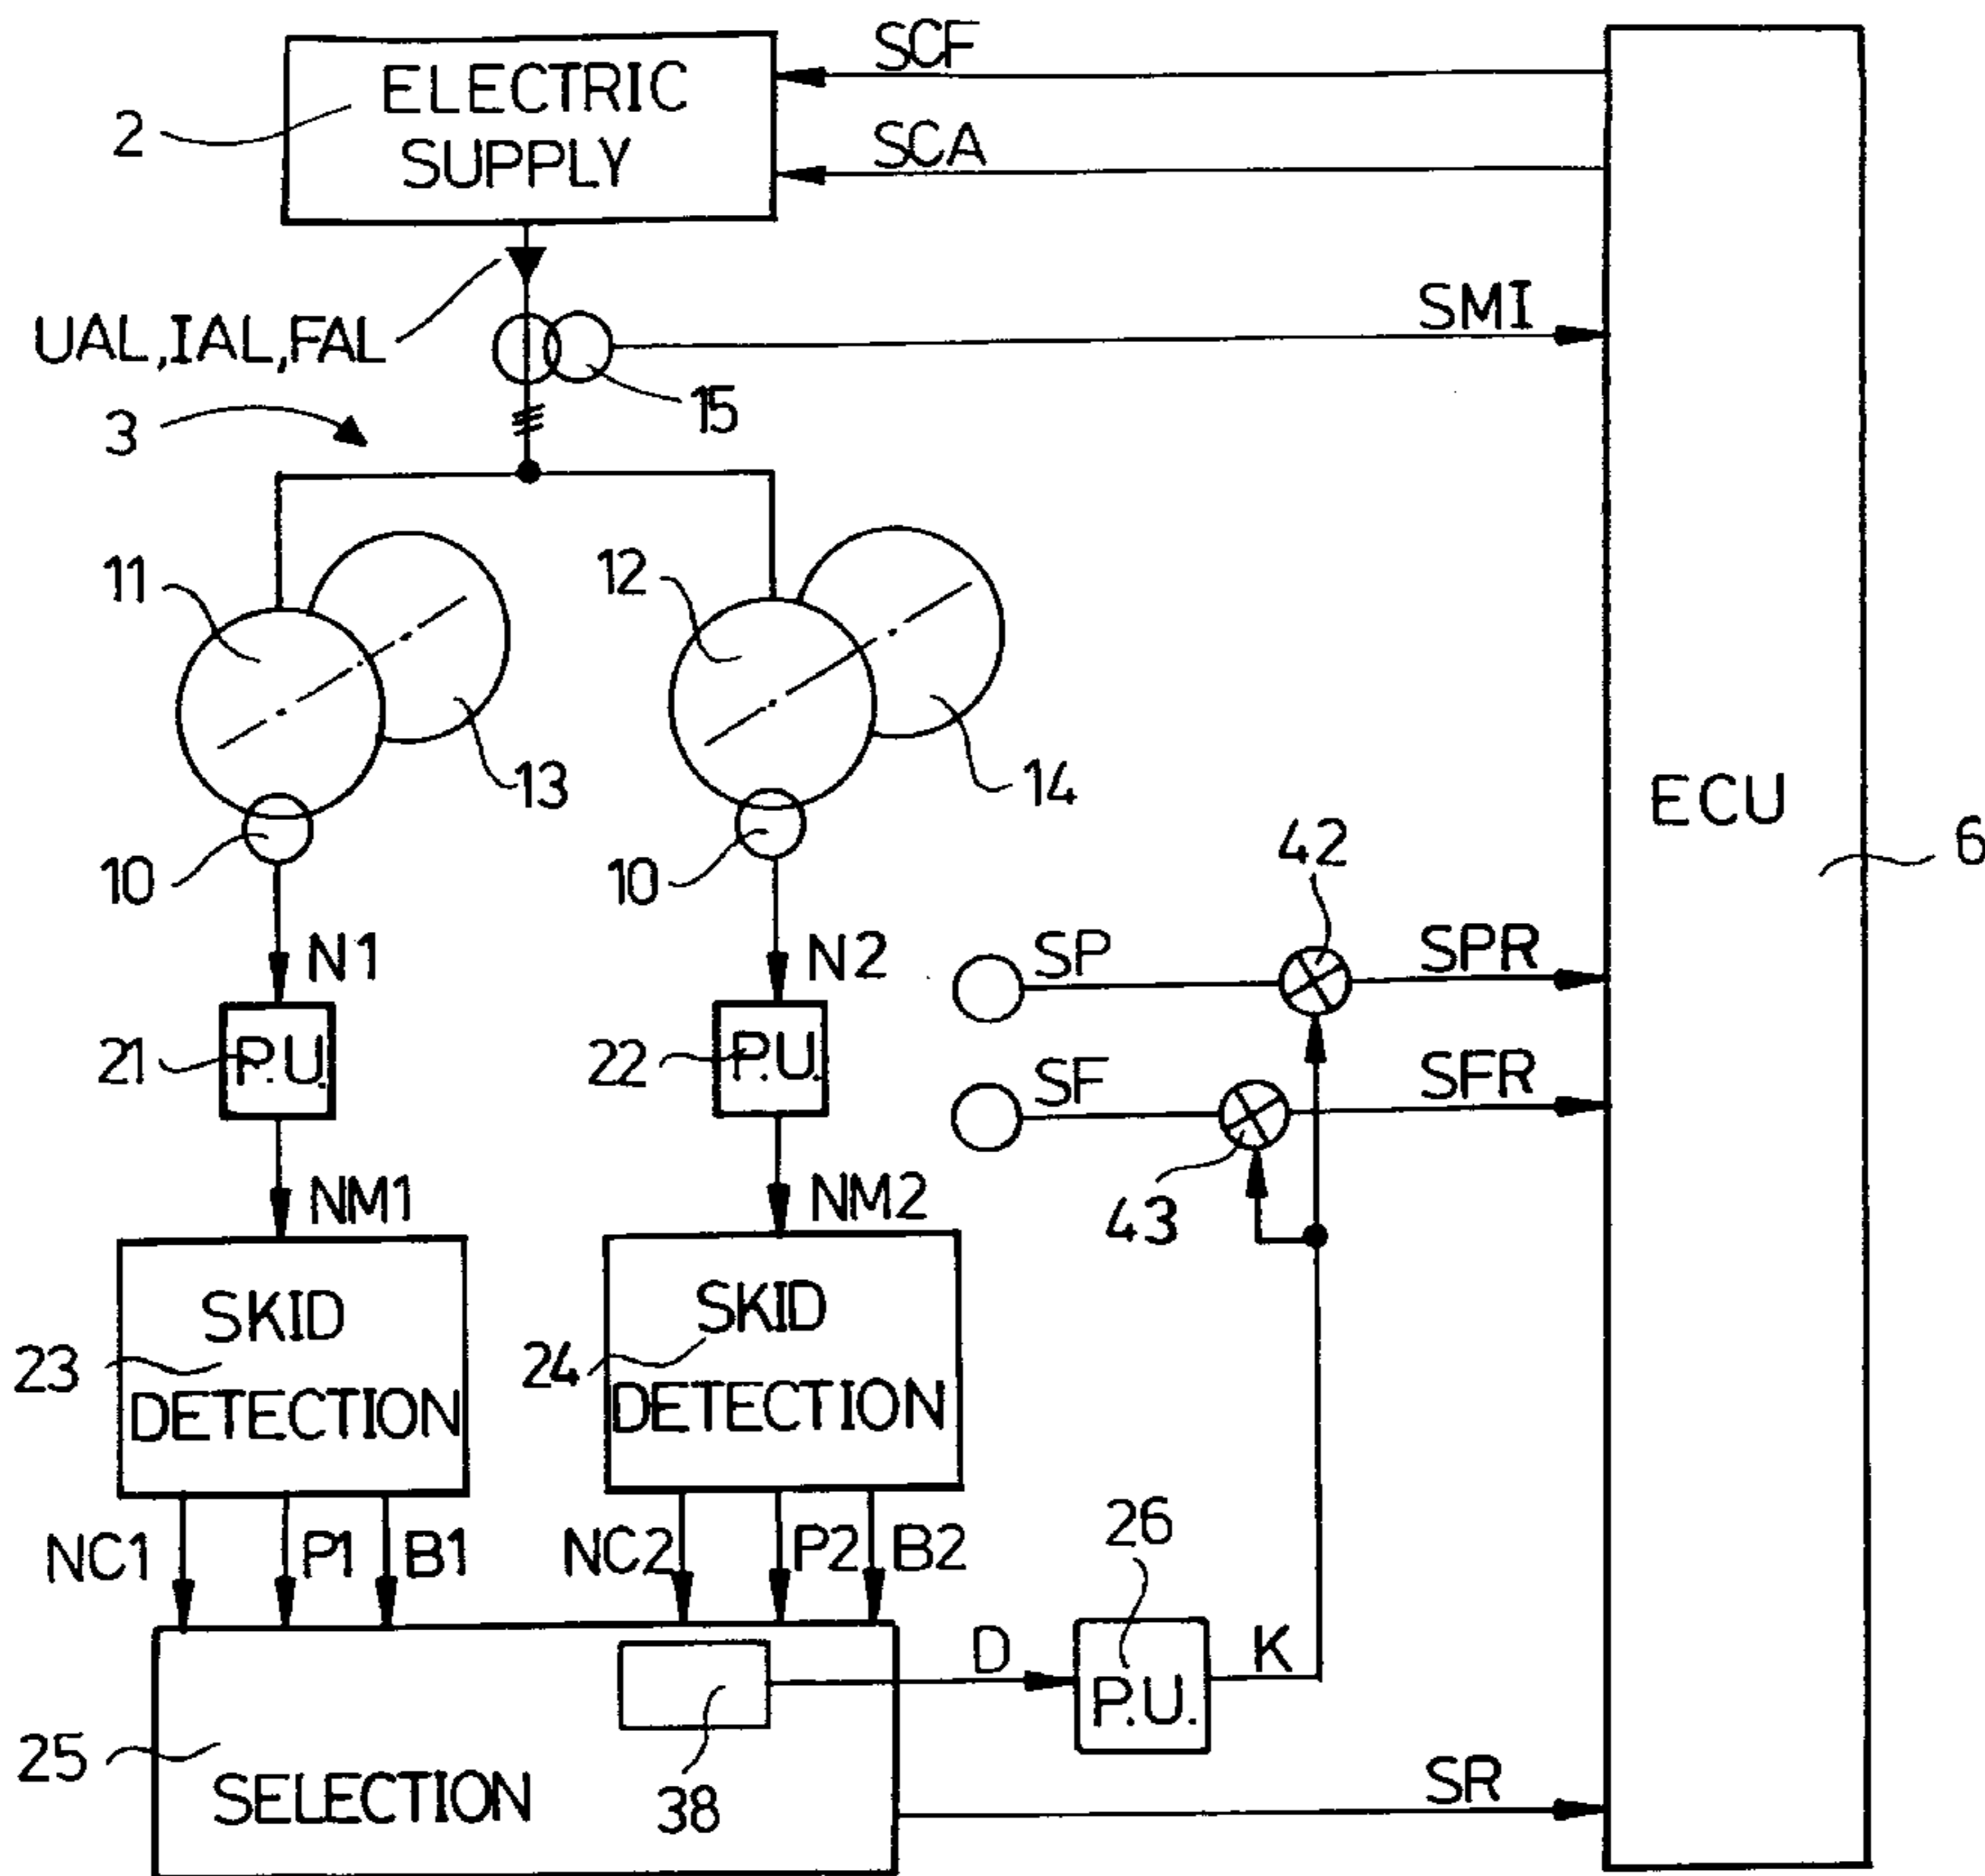 SCF
ELECTRIC
SUPPLY
2
SCA
SMI
UAL,IAL,FAL
15
3
11
12
13
14
ECU
10
10
42
6
N1
N2
SP
SPR
21
P.U.
22
P.U.
SF
SFR
NM1
NM2
43
SKID
DETECTION
23
SKID
DETECTION
24
NC1
P1
B1
NC2
P2
B2
26
D
P.U.
K
25
SELECTION
38
SR